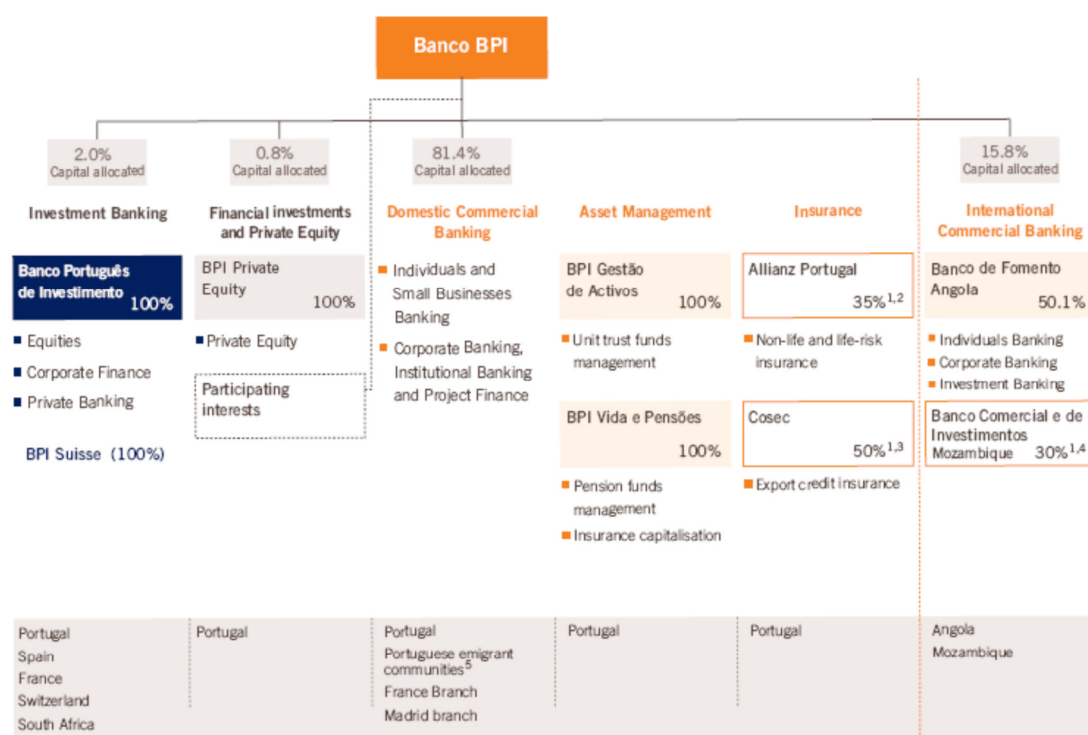 Banco BPI
2.0%
Capital allocated
0.8%
Capital allocated
81.4%
Capital allocated
15.8%
Capital allocated
Investment Banking
Banco Português
de Investimento
100%
Equities
Corporate Finance
Private Banking
BPI Suisse (100%)
Financial investments
and Private Equity
BPI Private
Equity
100%
Private Equity
Participating
interests
Domestic Commercial
Banking
Individuals and
Small Businesses
Banking
Corporate Banking,
Institutional Banking
and Project Finance
Asset Management
BPI Gestão
de Activos
100%
Unit trust funds
management
BPI Vida e Pensões
100%
Pension funds
management
Insurance capitalisation
Insurance
Allianz Portugal
35%1,2
Non-life and life-risk
insurance
Cosec
50%1,3
Export credit insurance
International
Commercial Banking
Banco de Fomento
Angola
50.1%
Individuals Banking
Corporate Banking
Investment Banking
Banco Comercial e de
Investimentos
Mozambique 30%1,4
Portugal
Spain
France
Switzerland
South Africa
Portugal
Portugal
Portuguese emigrant
communities5
France Branch
Madrid branch
Portugal
Portugal
Angola
Mozambique